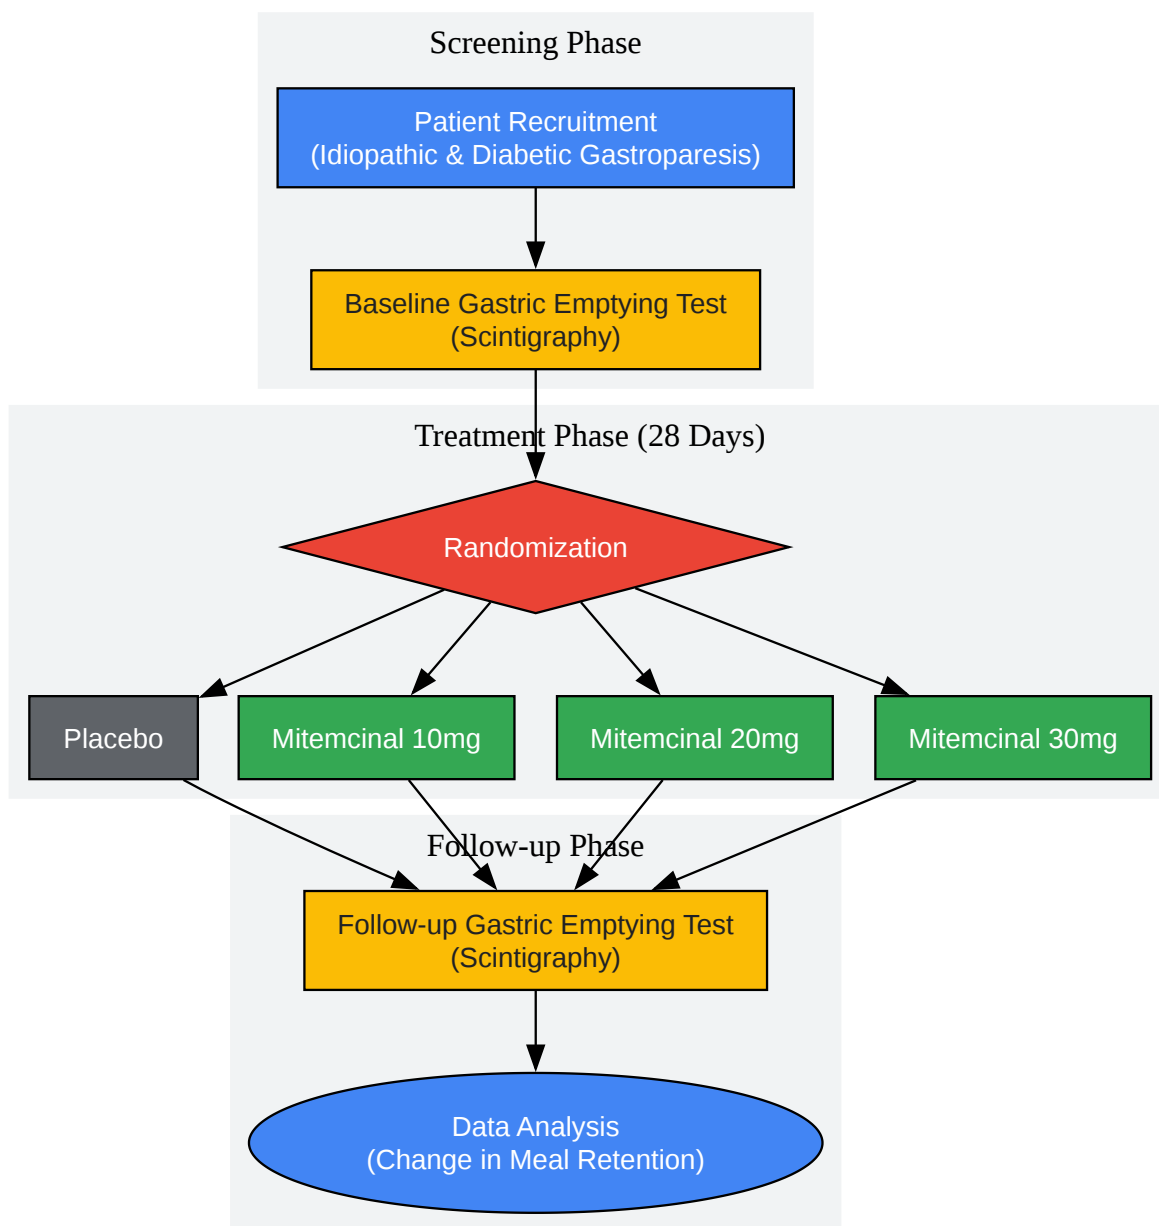 Screening Phase
Patient Recruitment
(Idiopathic & Diabetic Gastroparesis)
Baseline Gastric Emptying Test
(Scintigraphy)
Treatment Phase (28 Days)
Randomization
Placebo
Mitemcinal 10mg
Mitemcinal 20mg
Mitemcinal 30mg
Follow-up Phase
Follow-up Gastric Emptying Test
(Scintigraphy)
Data Analysis
(Change in Meal Retention)